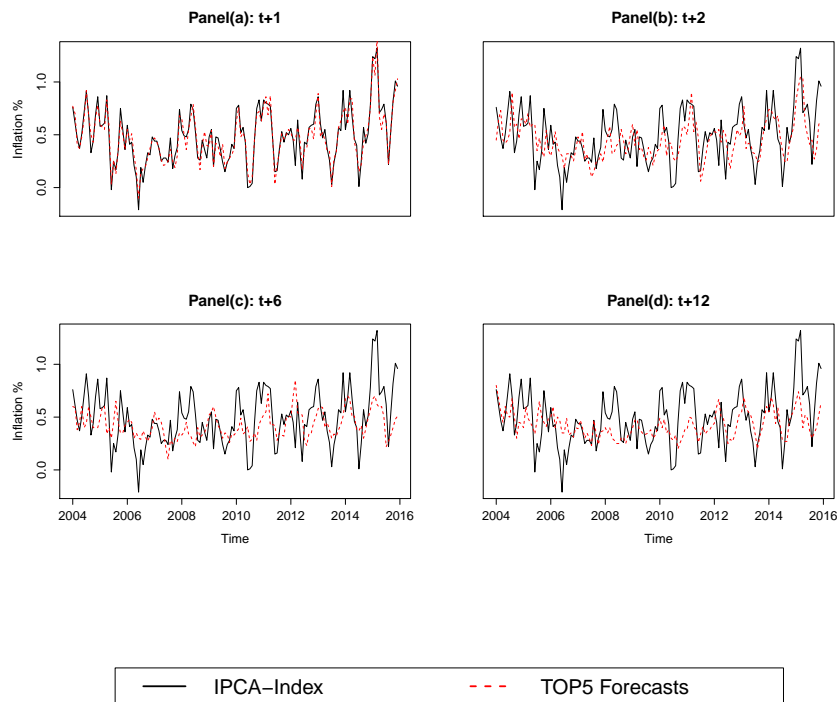 Panel(a): t+1
Panel(b): t+2
Inflation %
0.0
0.5
1.0
Panel(c): t+6
Panel(d): t+12
Inflation %
0.0
0.5
1.0
2004 2006 2008 2010 2012 2014 2016
2004 2006 2008 2010 2012 2014 2016
Time
Time
IPCA−Index
TOP5 Forecasts